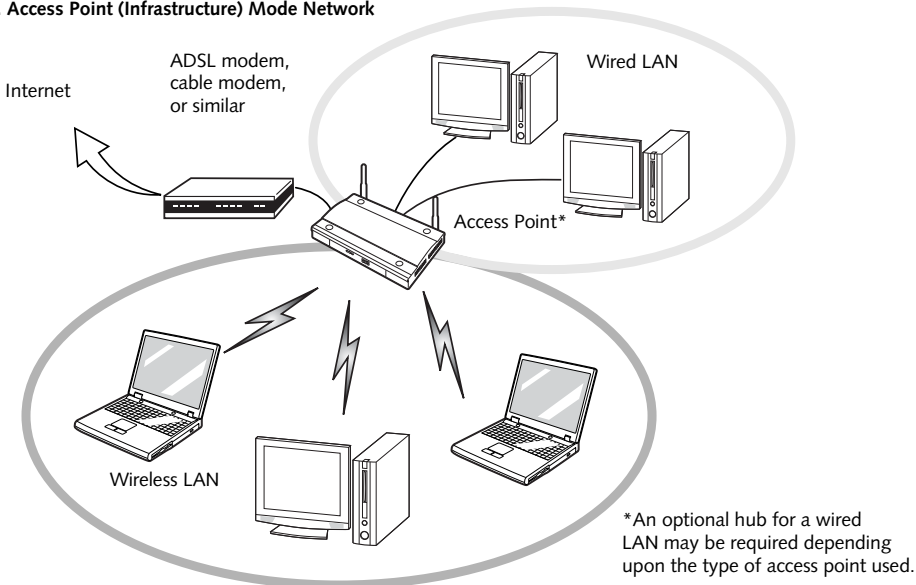 . Access Point (Infrastructure) Mode Network
Internet
ADSL modem,
cable modem,
or similar
Wired LAN
Access Point*
Wireless LAN
*An optional hub for a wired
LAN may be required depending
upon the type of access point used.